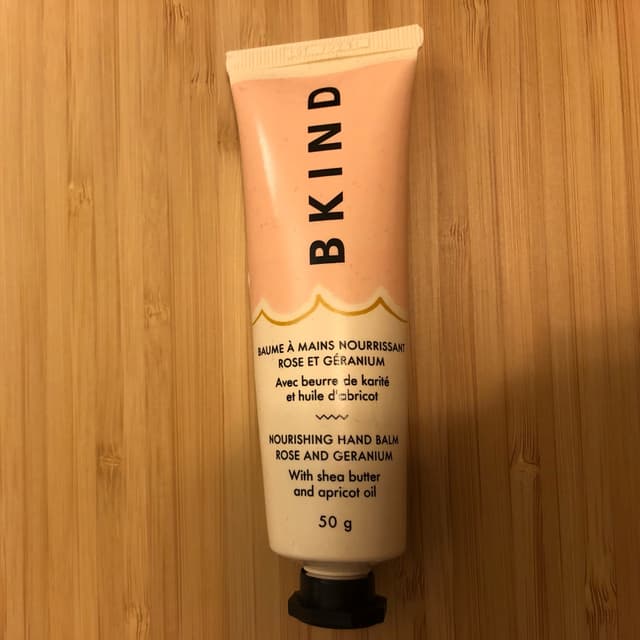 BKIND
BAUME À MAINS NOURRISSANT
ROSE ET GÉRANIUM
Avec beurre de karité
et huile d'abricot
NOURISHING HAND BALM
ROSE AND GERANIUM
With shea butter
and apricot oil
50 g